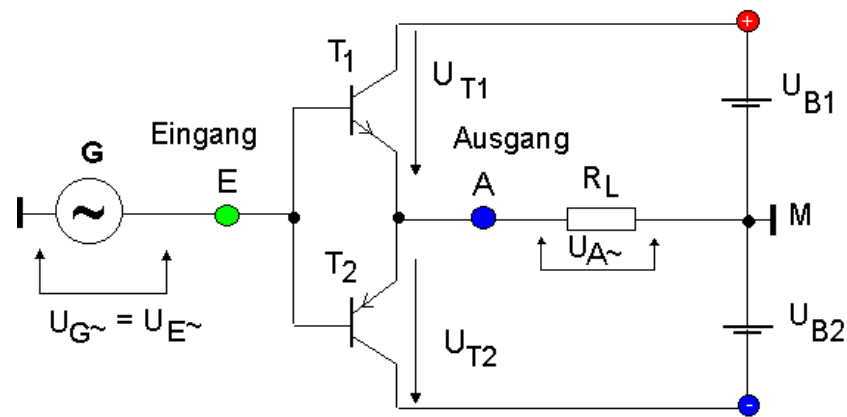 +
T1
UT1
UB1
Eingang
Ausgang
G
E
A
RL
~
M
UA~
T2
UG~ = UE~
UT2
UB2
-